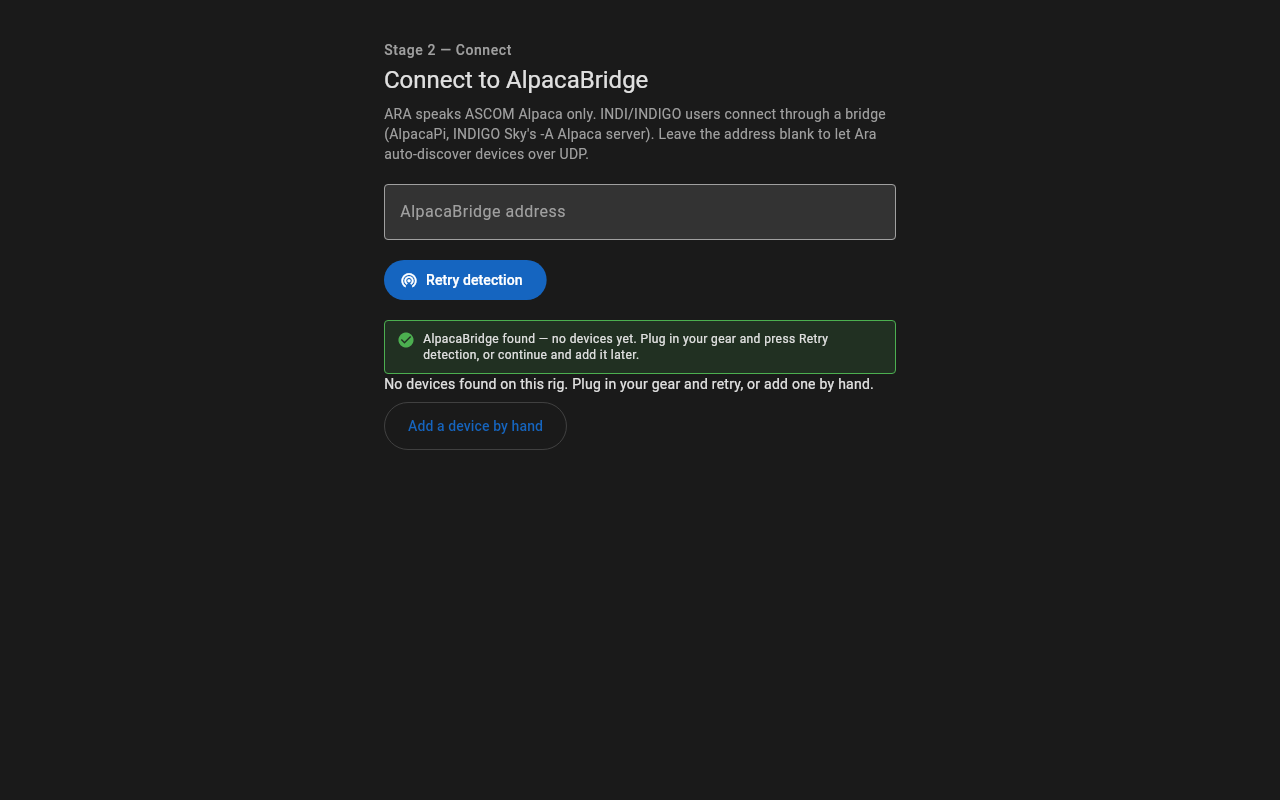 Stage 2 — Connect
Connect to AlpacaBridge
ARA speaks ASCOM Alpaca only. INDI/INDIGO users connect through a bridge
(AlpacaPi, INDIGO Sky's -A Alpaca server). Leave the address blank to let Ara
auto-discover devices over UDP.
AlpacaBridge address
Retry detection
AlpacaBridge found — no devices yet. Plug in your gear and press Retry
detection, or continue and add it later.
No devices found on this rig. Plug in your gear and retry, or add one by hand.
Add a device by hand